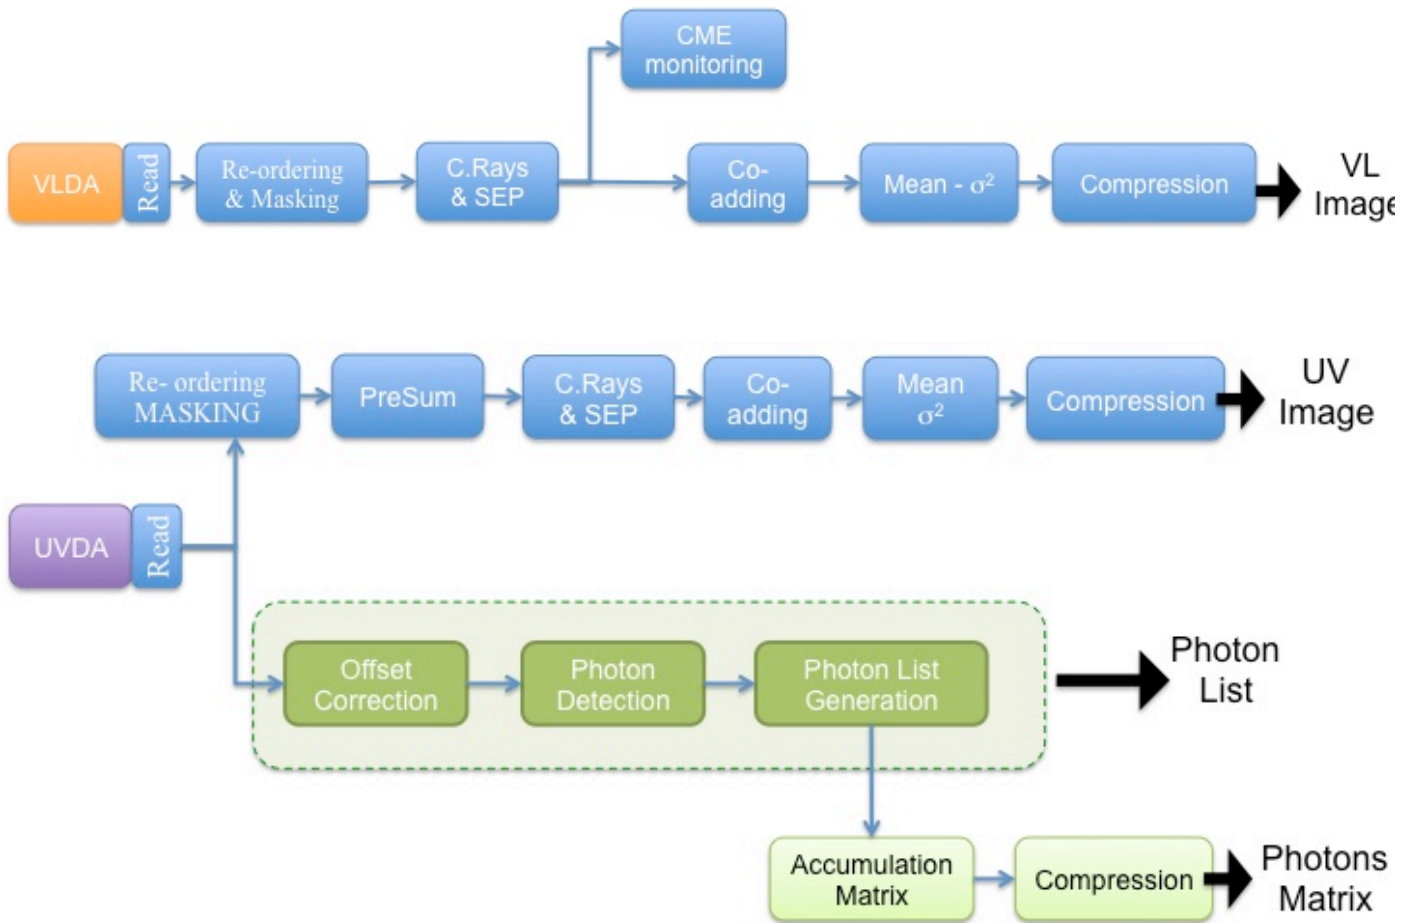 CME
monitoring
VLDA
Read
Re-ordering
& Masking
C.Rays
& SEP
Co-
adding
Mean - σ²
Compression
VL
Image
Re- ordering
MASKING
PreSum
C.Rays
& SEP
Co-
adding
Mean
σ²
Compression
UV
Image
UVDA
Read
Offset
Correction
Photon
Detection
Photon List
Generation
Photon
List
Accumulation
Matrix
Compression
Photons
Matrix